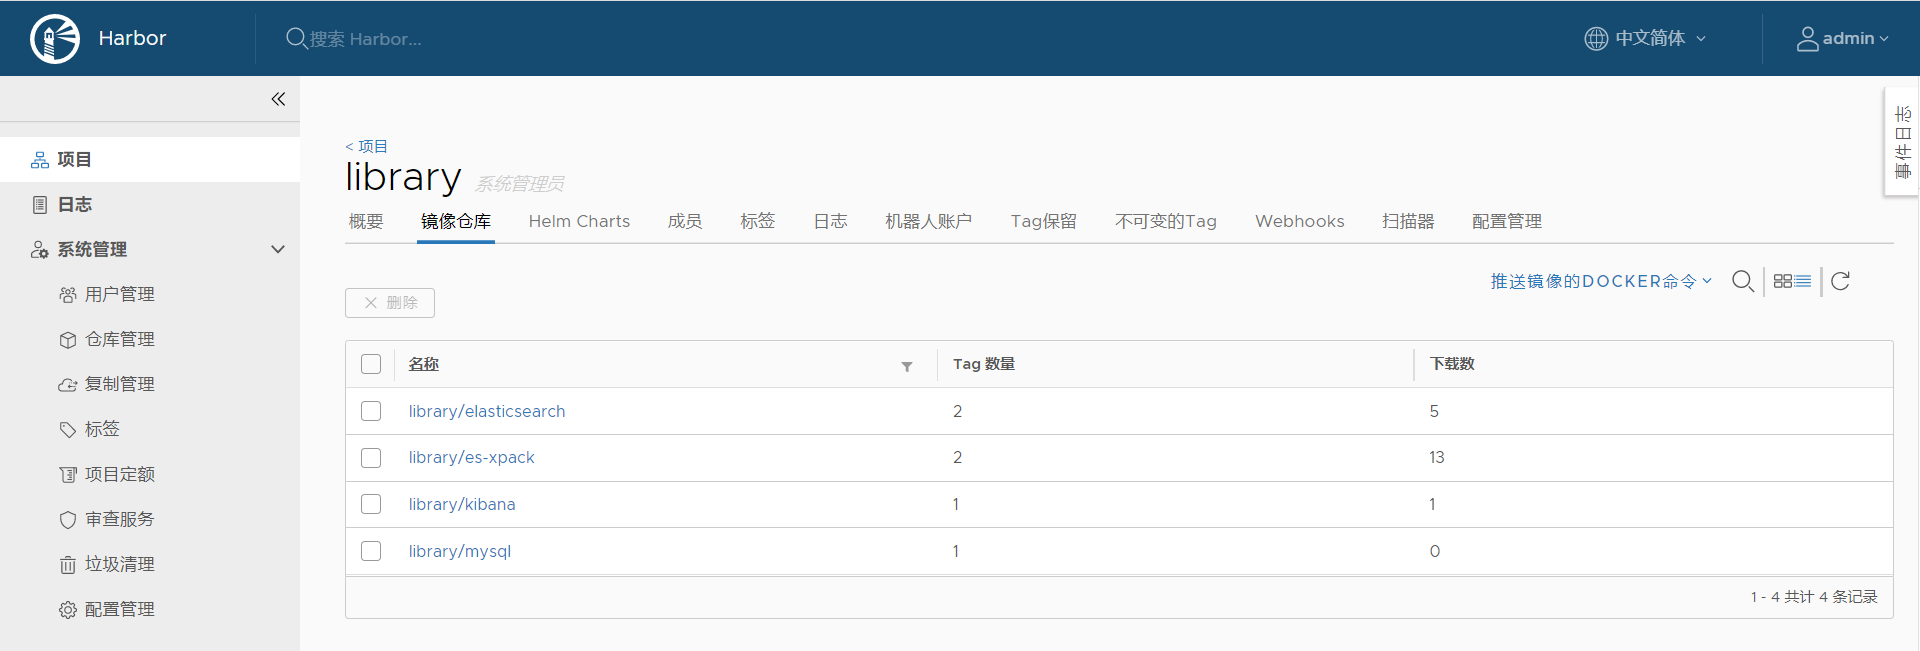 Harbor
搜索 Harbor...
中文简体
admin
事件日志
项目
日志
系统管理
用户管理
仓库管理
复制管理
标签
项目定额
审查服务
垃圾清理
配置管理
< 项目
library 系统管理员
概要 镜像仓库 Helm Charts 成员 标签 日志 机器人账户 Tag保留 不可变的Tag Webhooks 扫描器 配置管理
推送镜像的DOCKER命令
删除
名称 Tag 数量 下载数
library/elasticsearch 2 5
library/es-xpack 2 13
library/kibana 1 1
library/mysql 1 0
1 - 4 共计 4 条记录